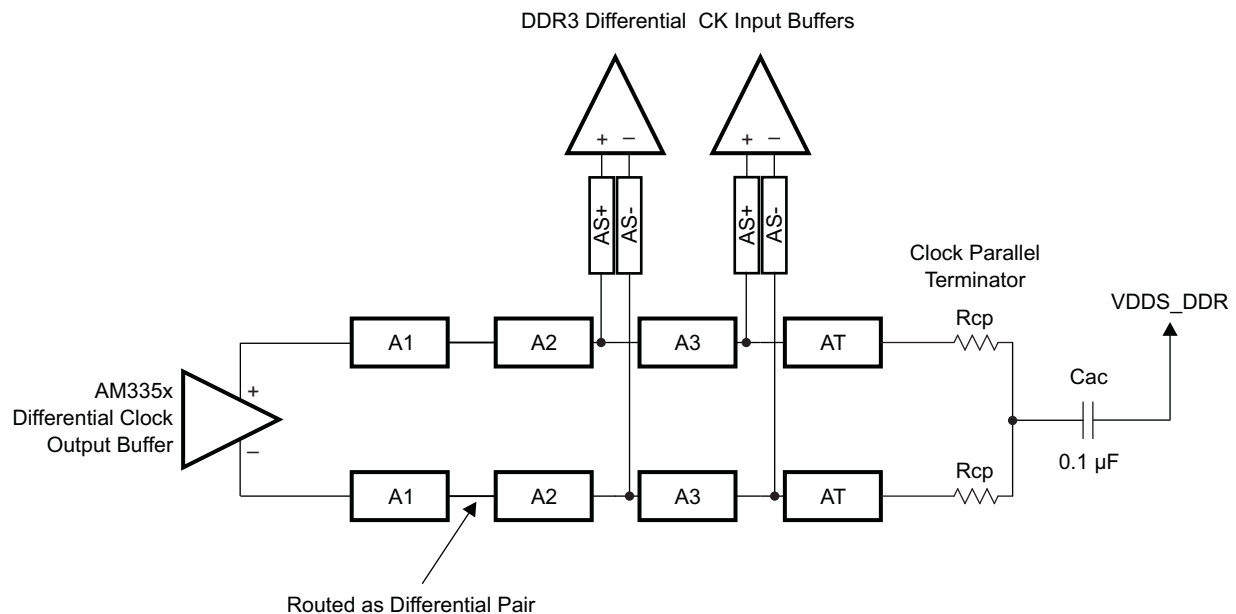 DDR3 Differential CK Input Buffers
+ – + –
AS+ AS- AS+ AS-
Clock Parallel
Terminator
VDDS_DDR
Rcp
A1 A2 A3 AT
Cac
AM335x
Differential Clock
Output Buffer
+
–
0.1 µF
Rcp
A1 A2 A3 AT
Routed as Differential Pair